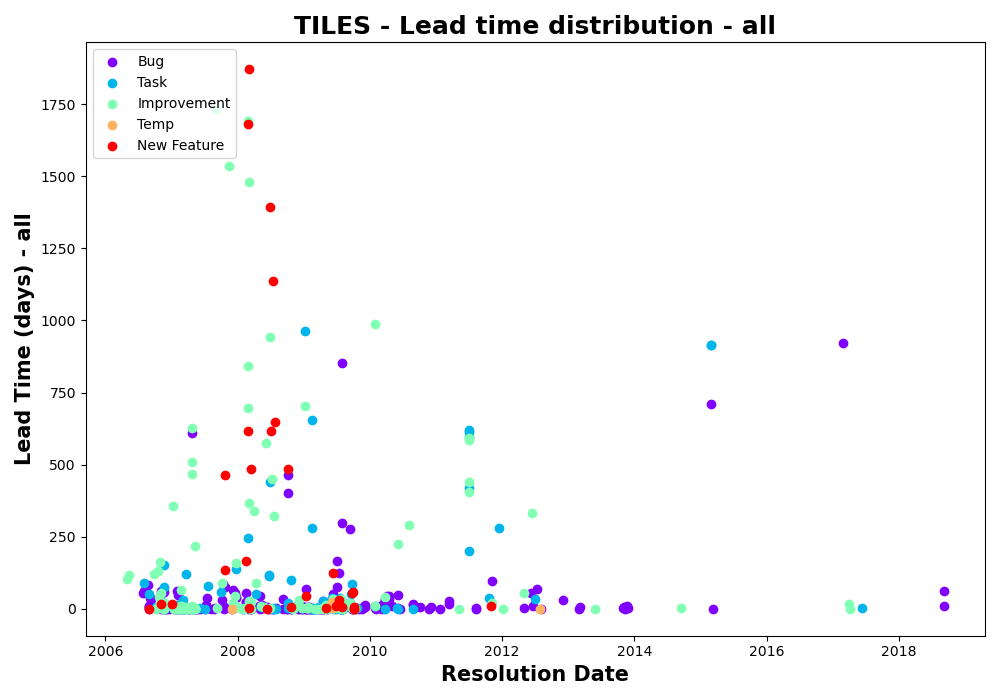 TILES - Lead time distribution - all
Bug
Task
Improvement
Temp
New Feature
Lead Time (days) - all
1750
1500
1250
1000
750
500
250
0
2006 2008 2010 2012 2014 2016 2018
Resolution Date